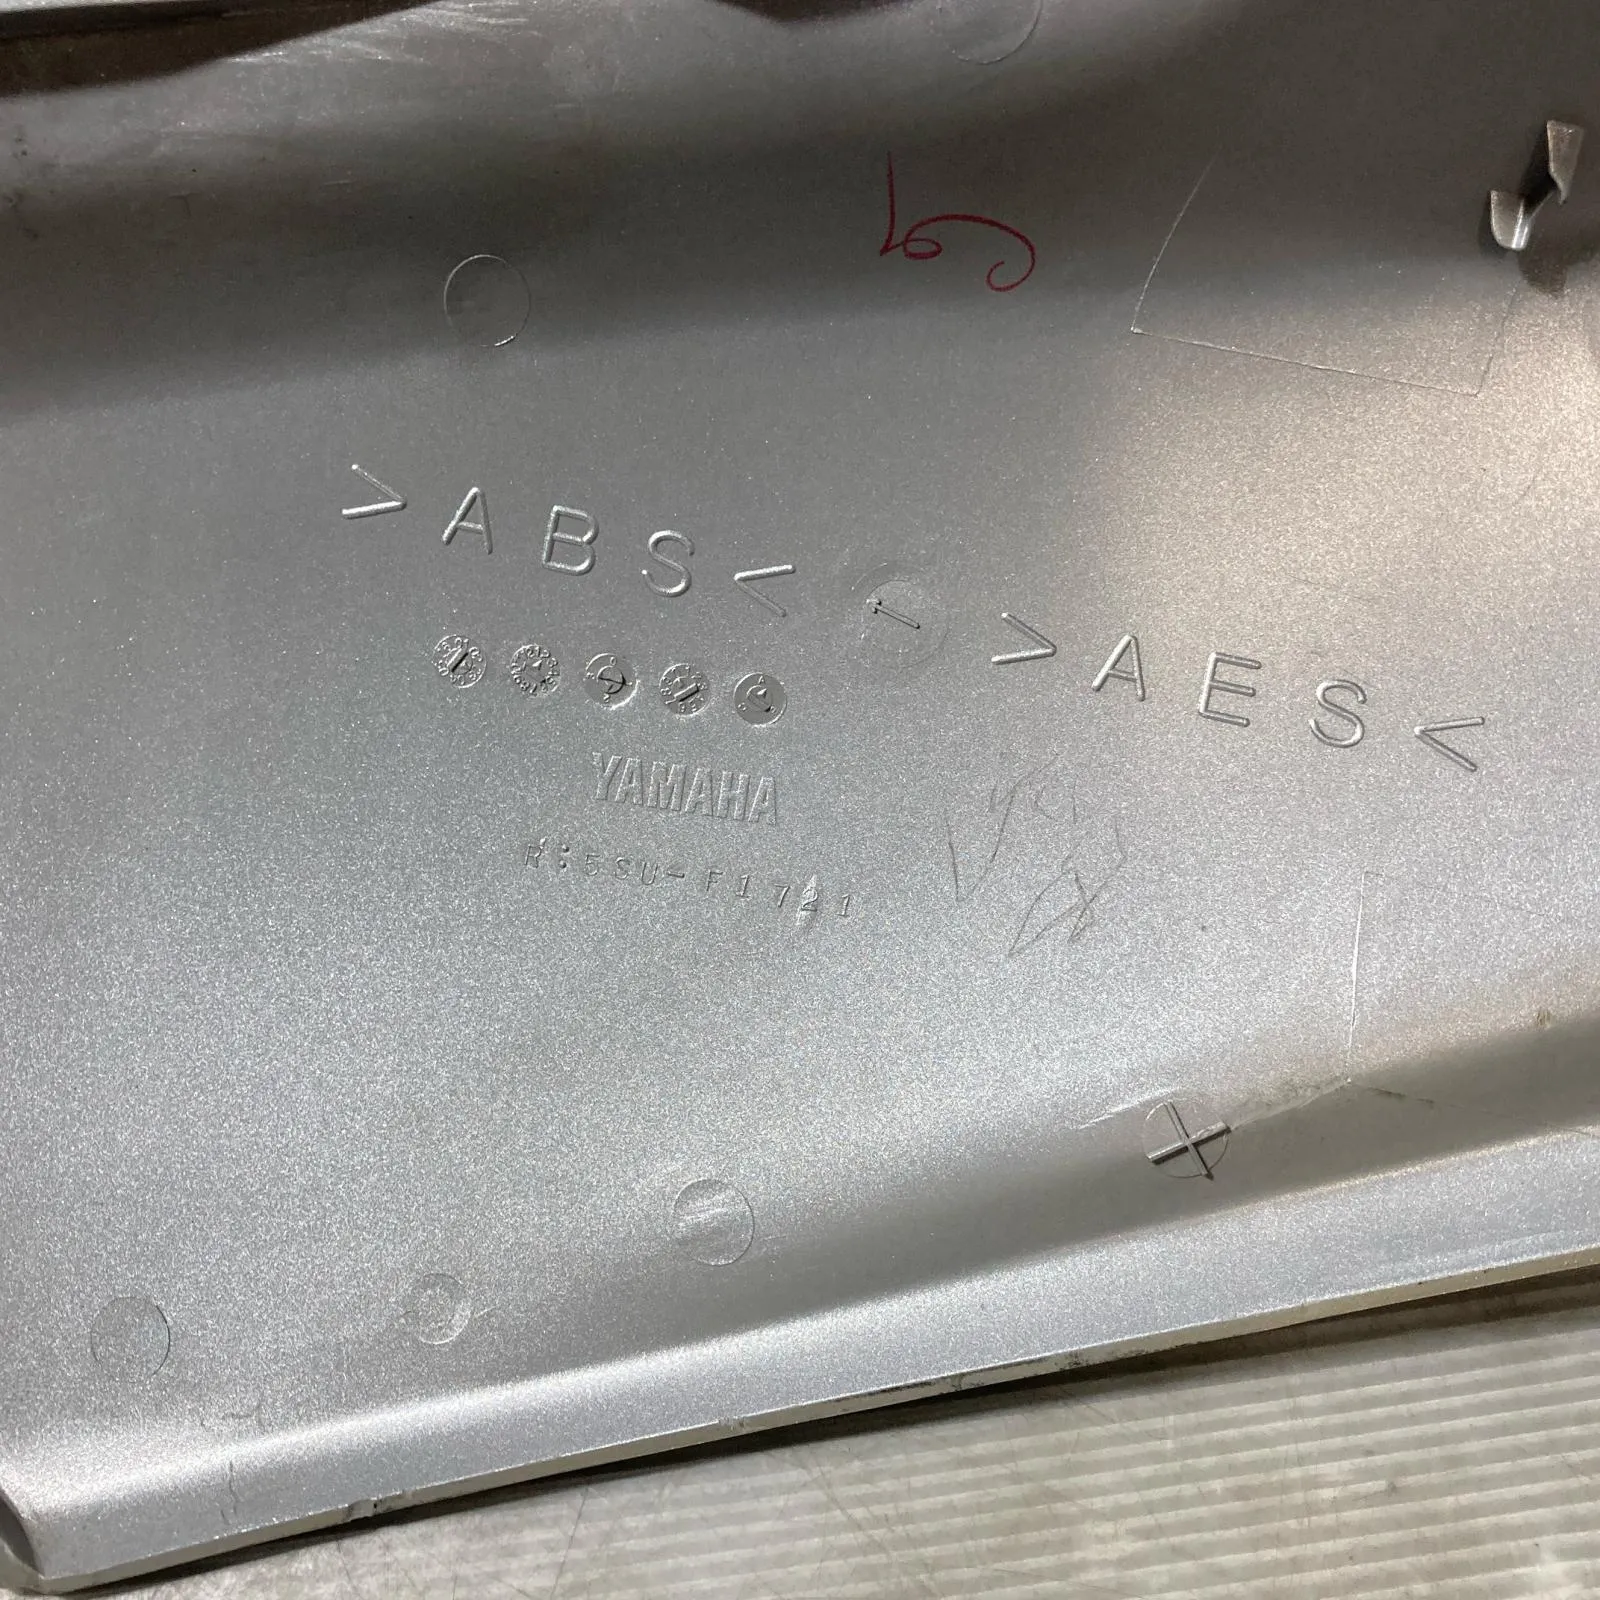 >ABS<
>AES<
YAMAHA
R:5SU-F1721